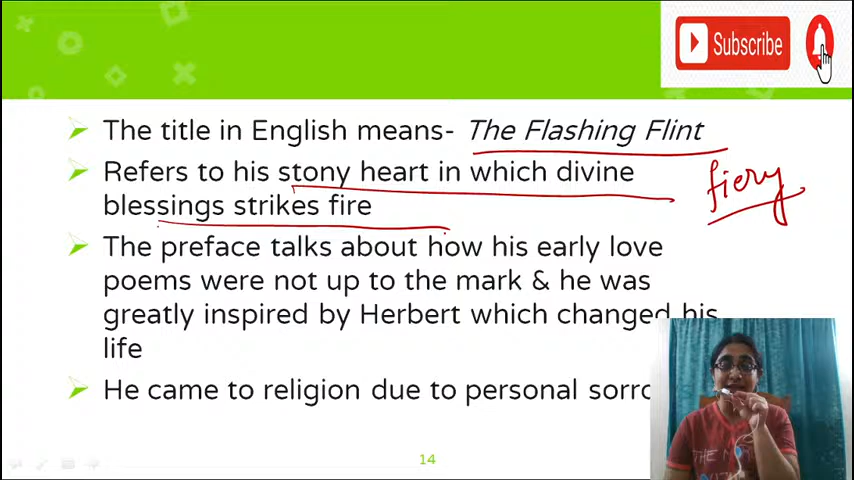 Subscribe
The title in English means- The Flashing Flint
Refers to his stony heart in which divine
blessings strikes fire
fiery
The preface talks about how his early love
poems were not up to the mark & he was
greatly inspired by Herbert which changed his
life
He came to religion due to personal
14